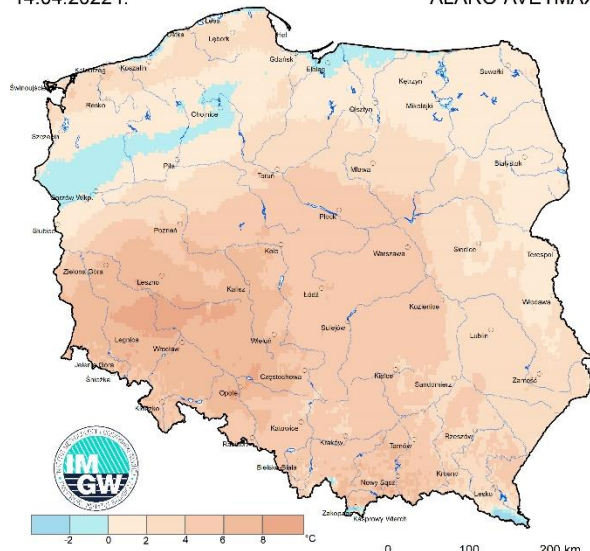 14.04.2022 r.
ALARO AVETMAX
Łeba
Ustka
Lębork
Hel
Kołobrzeg
Koszalin
Gdańsk
Elbląg
Kętrzyn
Suwałki
Świnoujście
Resko
Chojnice
Olsztyn
Mikołajki
Szczecin
Piła
Toruń
Mława
Białystok
Gorzów Wlkp.
Płock
Słubice
Poznań
Koło
Warszawa
Siedlce
Terespol
Zielona Góra
Leszno
Kalisz
Łódź
Kozienice
Włodawa
Legnica
Wrocław
Wieluń
Sulejów
Lublin
Jelenia Góra
Śnieżka
Opole
Częstochowa
Kielce
Sandomierz
Zamość
Kłodzko
Racibórz
Katowice
Kraków
Tarnów
Rzeszów
Bielsko Biała
Nowy Sącz
Krosno
Lesko
Zakopane
Kasprowy Wierch
IM
GW
-2 0 2 4 6 8 °C
0 100 200 km